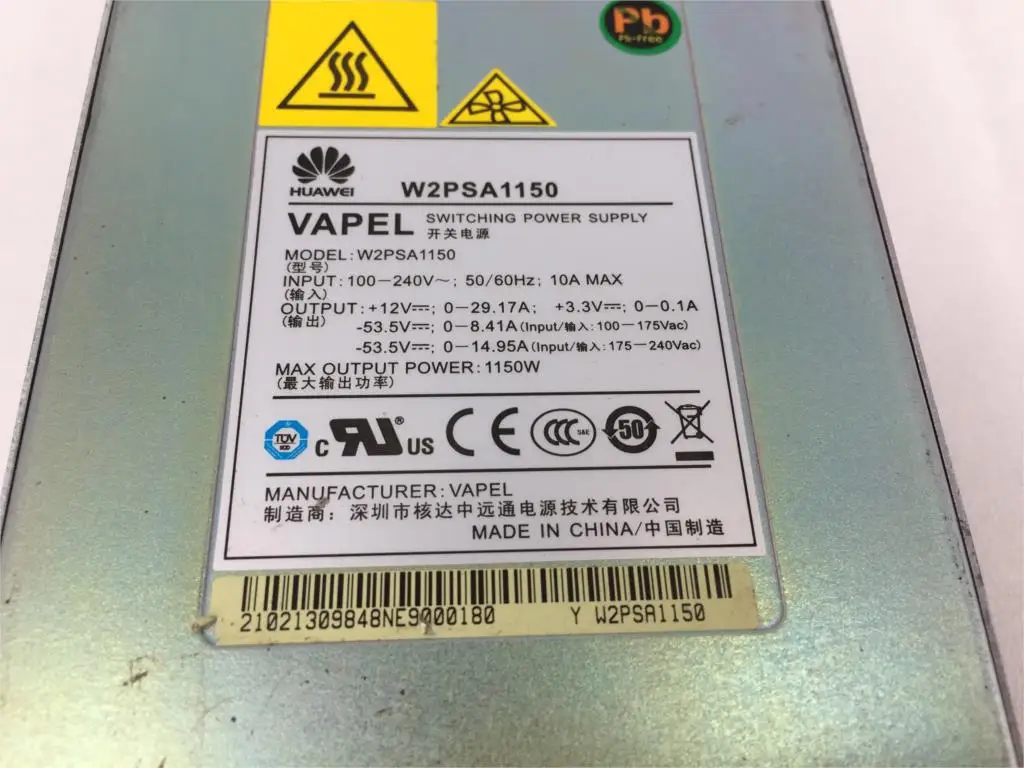 Pb
Pb-Free
HUAWEI
W2PSA1150
VAPEL SWITCHING POWER SUPPLY
开关电源
MODEL: W2PSA1150
(型号)
INPUT: 100-240V~; 50/60Hz; 10A MAX
(输入)
OUTPUT: +12V⎓; 0-29.17A; +3.3V⎓; 0-0.1A
(输出)
-53.5V⎓; 0-8.41A (Input/输入: 100-175Vac)
-53.5V⎓; 0-14.95A (Input/输入: 175-240Vac)
MAX OUTPUT POWER: 1150W
(最大输出功率)
TUV c RU ® US CE CCC S&E 50
MANUFACTURER: VAPEL
制造商: 深圳市核达中远通电源技术有限公司
MADE IN CHINA/中国制造
21021309848NE9000180 Y W2PSA1150